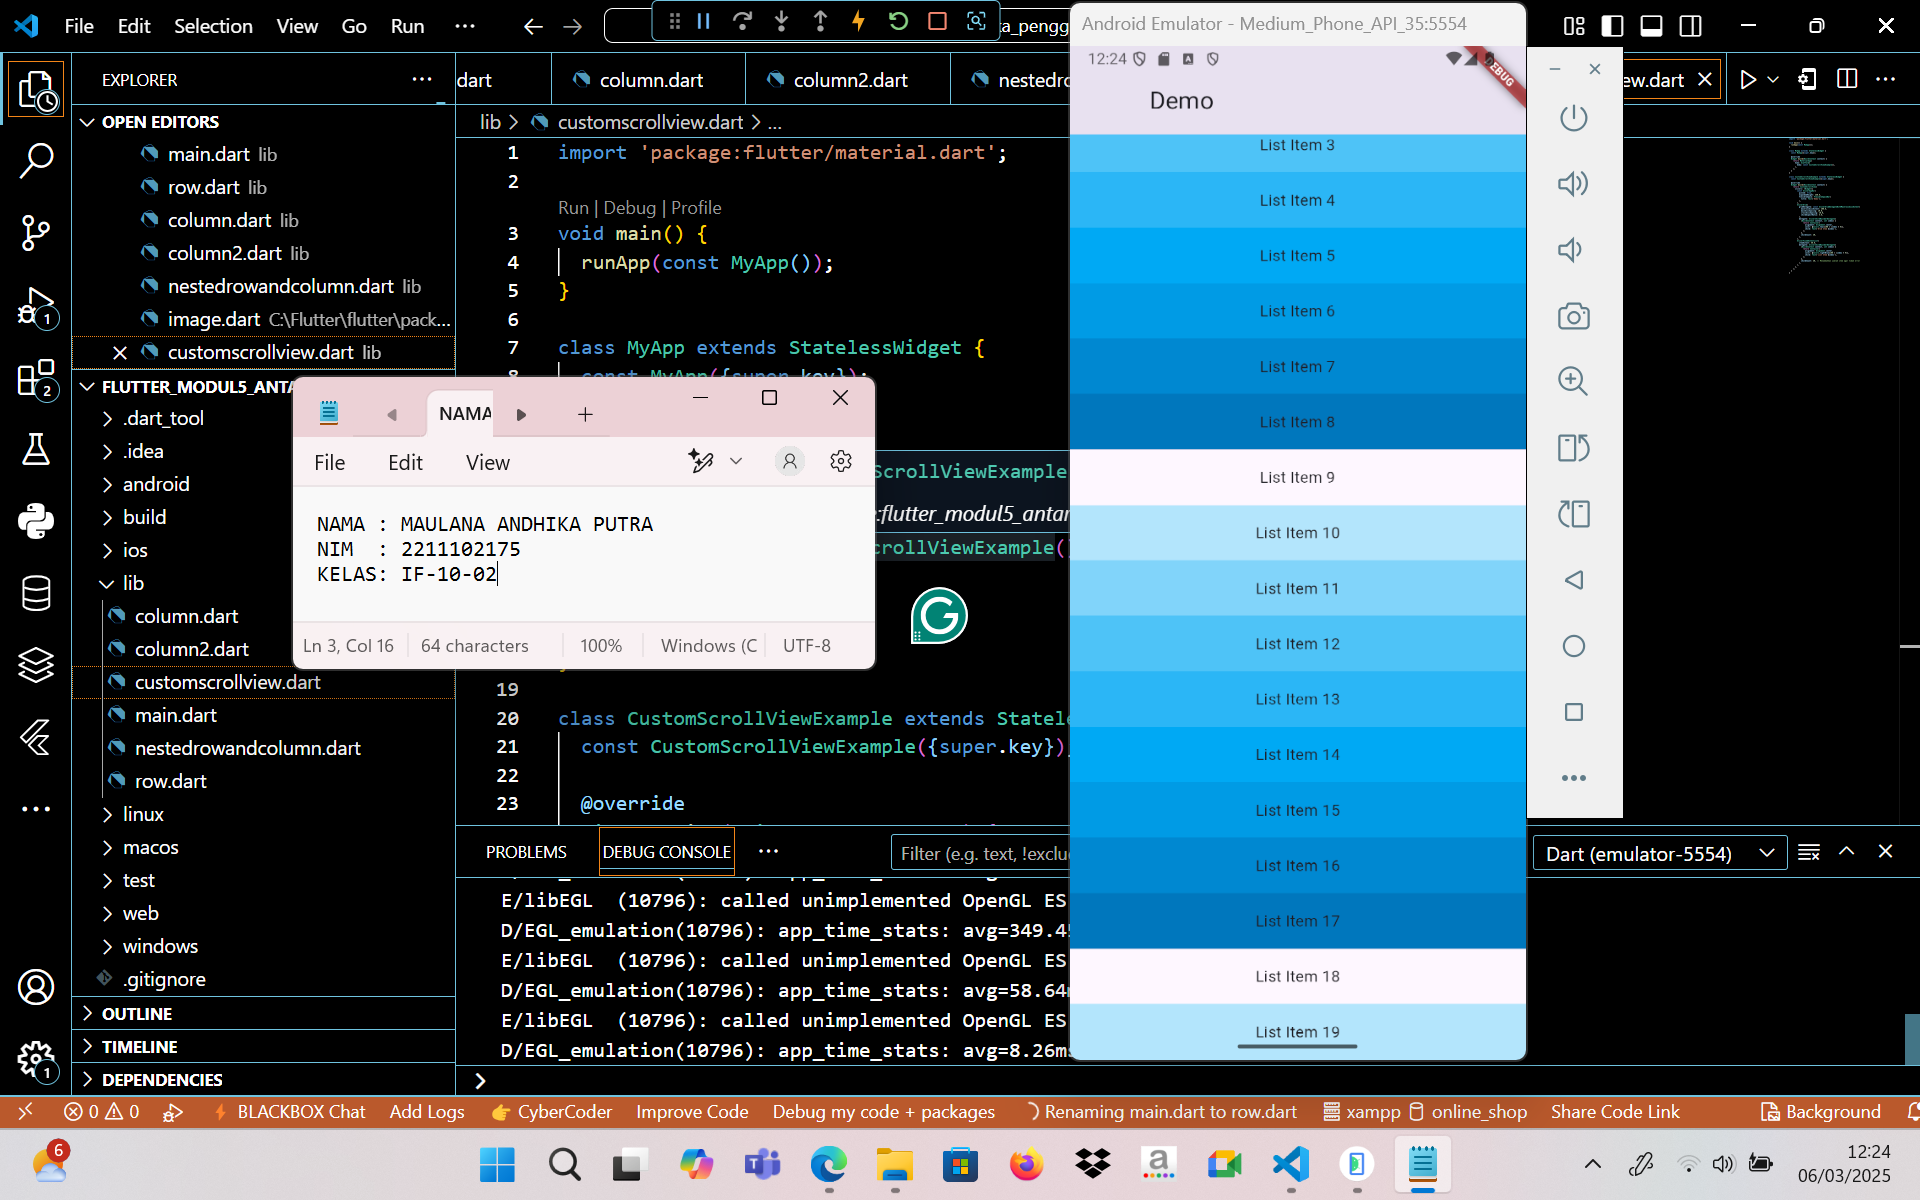 File Edit Selection View Go Run ···
ta_pengg
EXPLORER ···
OPEN EDITORS
main.dart lib
row.dart lib
column.dart lib
column2.dart lib
nestedrowandcolumn.dart lib
image.dart C:\Flutter\flutter\pack...
customscrollview.dart lib
FLUTTER_MODUL5_ANTA
.dart_tool
.idea
android
build
ios
lib
column.dart
column2.dart
customscrollview.dart
main.dart
nestedrowandcolumn.dart
row.dart
linux
macos
test
web
windows
.gitignore
OUTLINE
TIMELINE
DEPENDENCIES
1
2
1
dart column.dart column2.dart nestedro ew.dart
lib > customscrollview.dart > ...
1 import 'package:flutter/material.dart';
2
Run | Debug | Profile
3 void main() {
4 runApp(const MyApp());
5 }
6
7 class MyApp extends StatelessWidget {
8 const MyApp({super.key});
ScrollViewExample
e:flutter_modul5_antar
crollViewExample(
19
20 class CustomScrollViewExample extends Statele
21 const CustomScrollViewExample({super.key})
22
23 @override
NAMA
File Edit View
NAMA : MAULANA ANDHIKA PUTRA
NIM  : 2211102175
KELAS: IF-10-02
Ln 3, Col 16 64 characters 100% Windows (C UTF-8
G
PROBLEMS DEBUG CONSOLE ··· Filter (e.g. text, !exclu
Dart (emulator-5554)
E/libEGL  (10796): called unimplemented OpenGL ES
D/EGL_emulation(10796): app_time_stats: avg=349.4
E/libEGL  (10796): called unimplemented OpenGL ES
D/EGL_emulation(10796): app_time_stats: avg=58.64
E/libEGL  (10796): called unimplemented OpenGL ES
D/EGL_emulation(10796): app_time_stats: avg=8.26ms
Android Emulator - Medium_Phone_API_35:5554
12:24
DEBUG
Demo
List Item 3
List Item 4
List Item 5
List Item 6
List Item 7
List Item 8
List Item 9
List Item 10
List Item 11
List Item 12
List Item 13
List Item 14
List Item 15
List Item 16
List Item 17
List Item 18
List Item 19
0 0 BLACKBOX Chat Add Logs CyberCoder Improve Code Debug my code + packages Renaming main.dart to row.dart xampp online_shop Share Code Link Background
6
12:24
06/03/2025